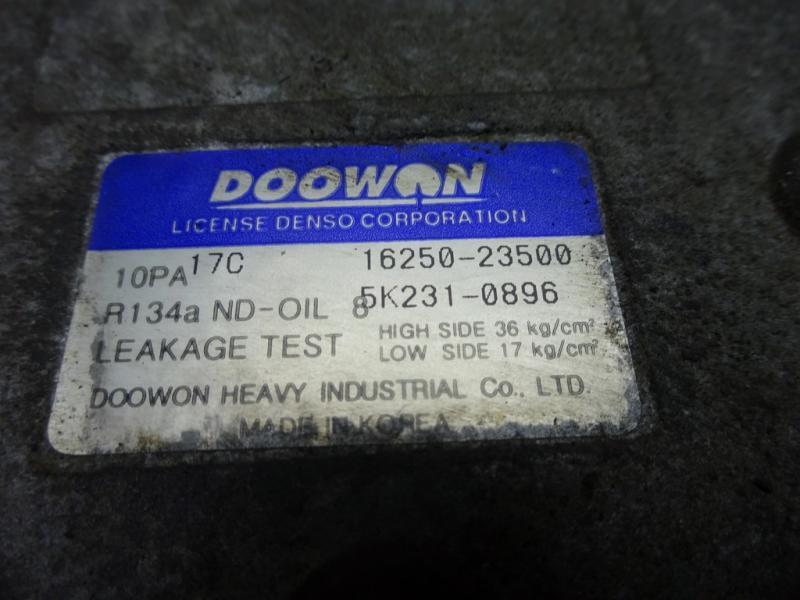 DOOWON
LICENSE DENSO CORPORATION
10PA17C 16250-23500
R134a ND-OIL 8 5K231-0896
LEAKAGE TEST HIGH SIDE 36 kg/cm²
LOW SIDE 17 kg/cm²
DOOWON HEAVY INDUSTRIAL Co., LTD.
MADE IN KOREA